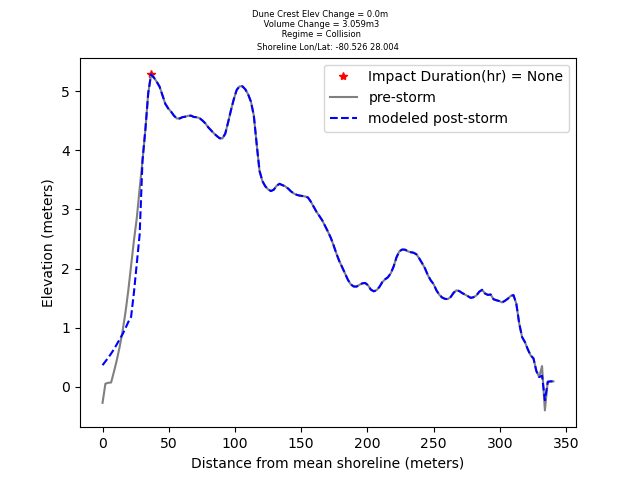 Dune Crest Elev Change = 0.0m
Volume Change = 3.059m3
Regime = Collision
Shoreline Lon/Lat: -80.526 28.004
Impact Duration(hr) = None
pre-storm
modeled post-storm
Elevation (meters)
5
4
3
2
1
0
0 50 100 150 200 250 300 350
Distance from mean shoreline (meters)